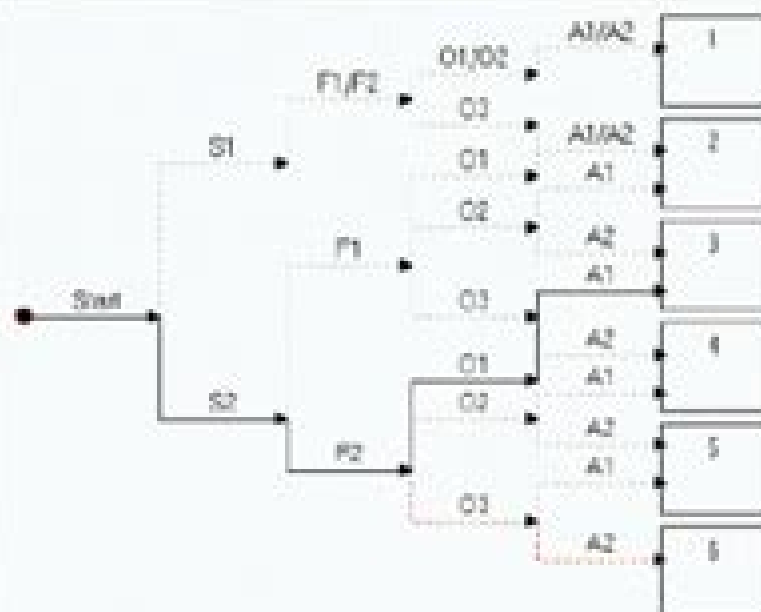 A1/A2 1
O1/O2
F1/F2
O3
A1/A2 2
S1
O1
A1
O2
A2 3
F1
A1
Start O3
A2 4
O1
A1
S2 O2
A2 5
F2
A1
O3
A2 6